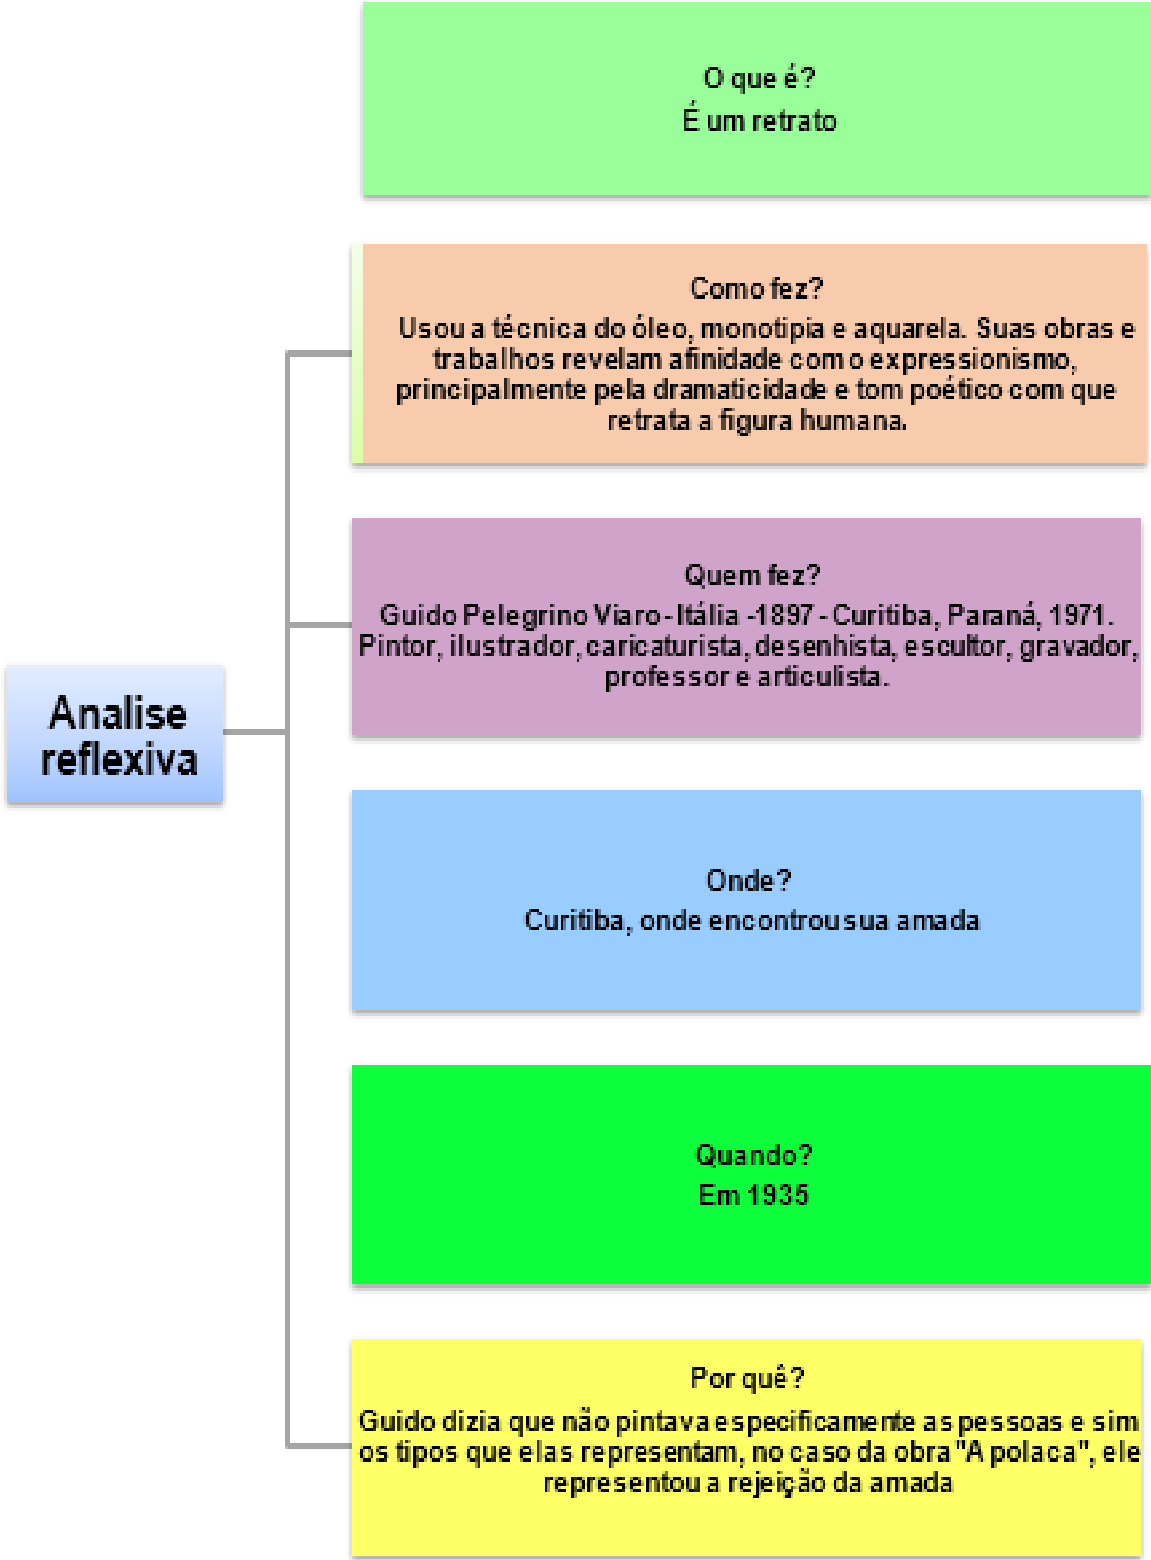 O que é?
É um retrato
Como fez?
Usou a técnica do óleo, monotipia e aquarela. Suas obras e
trabalhos revelam afinidade com o expressionismo,
principalmente pela dramaticidade e tom poético com que
retrata a figura humana.
Quem fez?
Guido Pelegrino Viaro - Itália -1897 - Curitiba, Paraná, 1971.
Pintor, ilustrador, caricaturista, desenhista, escultor, gravador,
professor e articulista.
Analise
reflexiva
Onde?
Curitiba, onde encontrou sua amada
Quando?
Em 1935
Por quê?
Guido dizia que não pintava especificamente as pessoas e sim
os tipos que elas representam, no caso da obra "A polaca", ele
representou a rejeição da amada